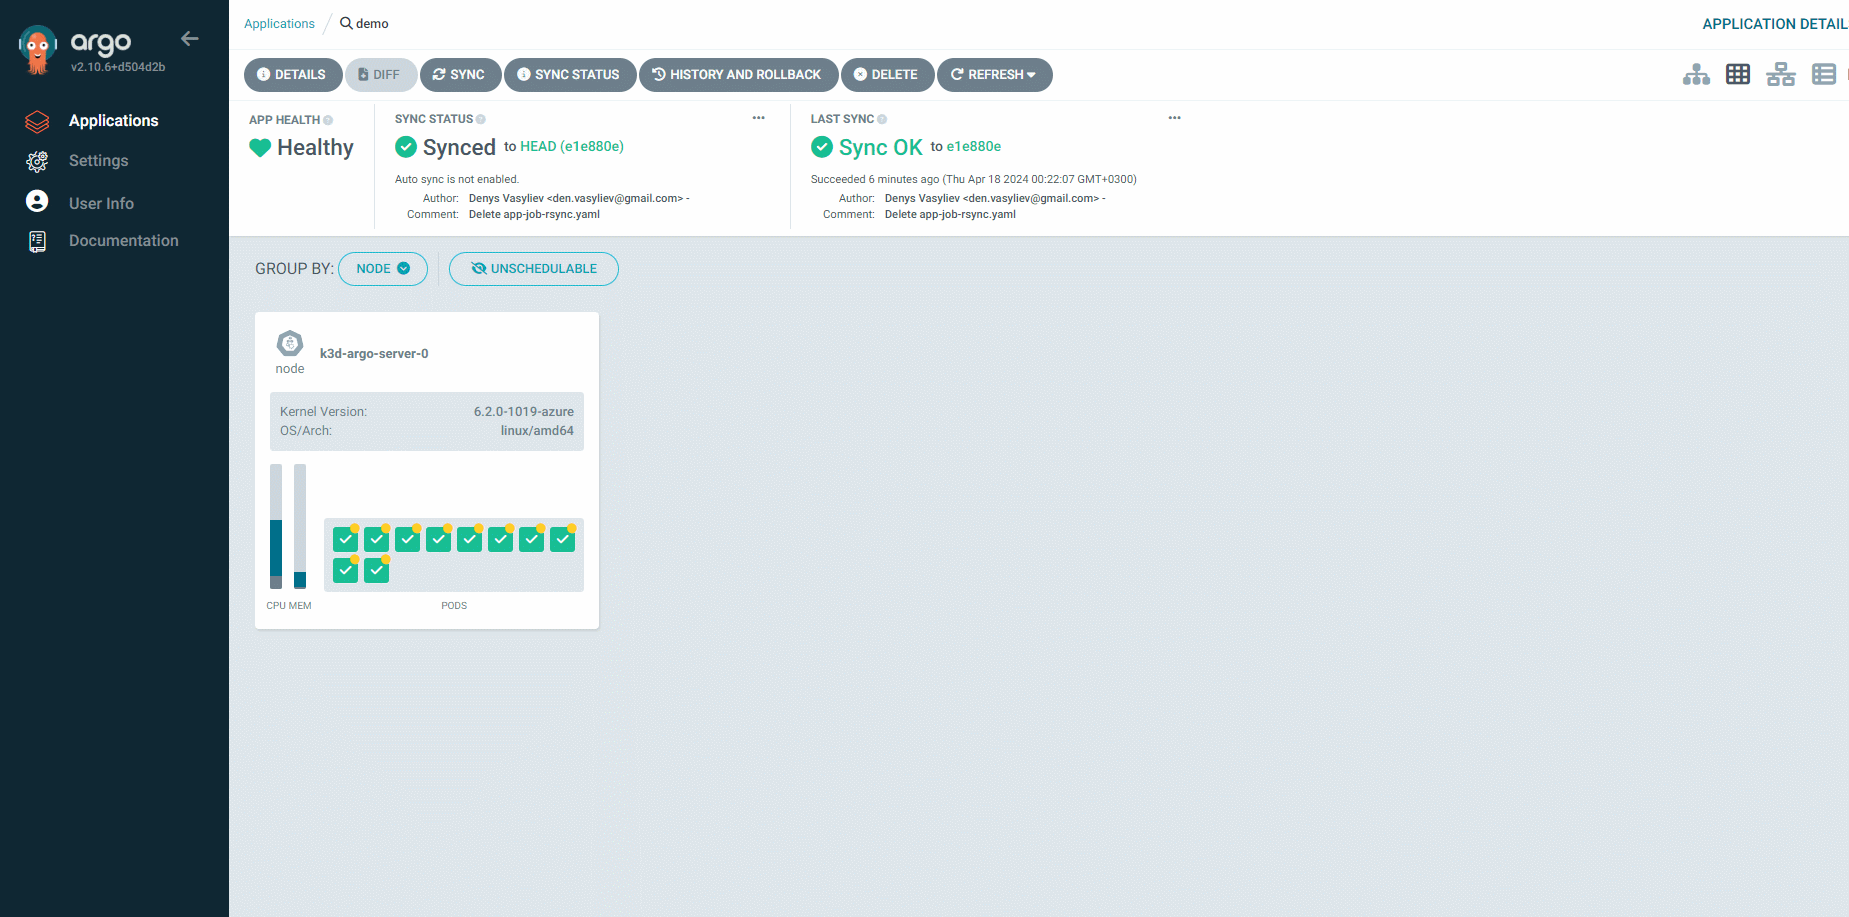 argo
v2.10.6+d504d2b
Applications
Settings
User Info
Documentation
Applications / demo
APPLICATION DETAIL
DETAILS DIFF SYNC SYNC STATUS HISTORY AND ROLLBACK DELETE REFRESH
APP HEALTH
Healthy
SYNC STATUS
Synced to HEAD (e1e880e)
Auto sync is not enabled.
Author: Denys Vasyliev <den.vasyliev@gmail.com> -
Comment: Delete app-job-rsync.yaml
LAST SYNC
Sync OK to e1e880e
Succeeded 6 minutes ago (Thu Apr 18 2024 00:22:07 GMT+0300)
Author: Denys Vasyliev <den.vasyliev@gmail.com> -
Comment: Delete app-job-rsync.yaml
GROUP BY: NODE UNSCHEDULABLE
node
k3d-argo-server-0
Kernel Version: 6.2.0-1019-azure
OS/Arch: linux/amd64
CPU MEM PODS